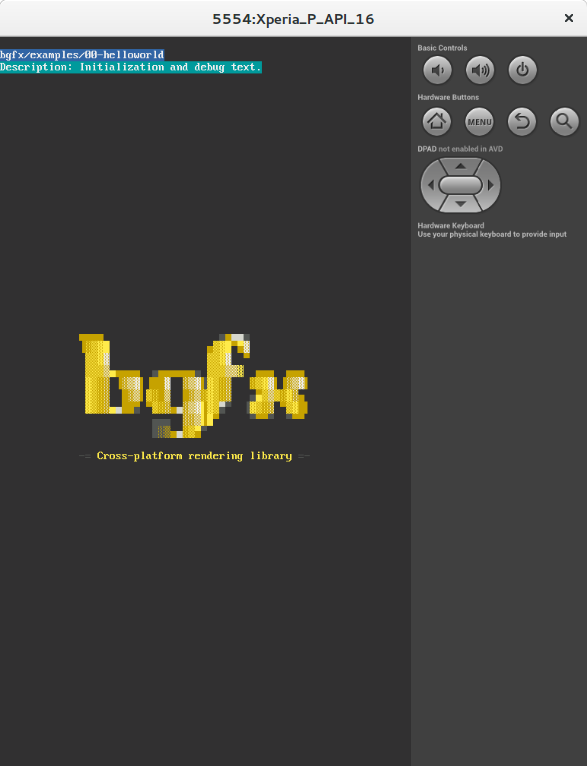 5554:Xperia_P_API_16
bgfx/examples/00-helloworld
Description: Initialization and debug text.
Basic Controls
Hardware Buttons
MENU
DPAD not enabled in AVD
Hardware Keyboard
Use your physical keyboard to provide input
bgfx
-= Cross-platform rendering library =-